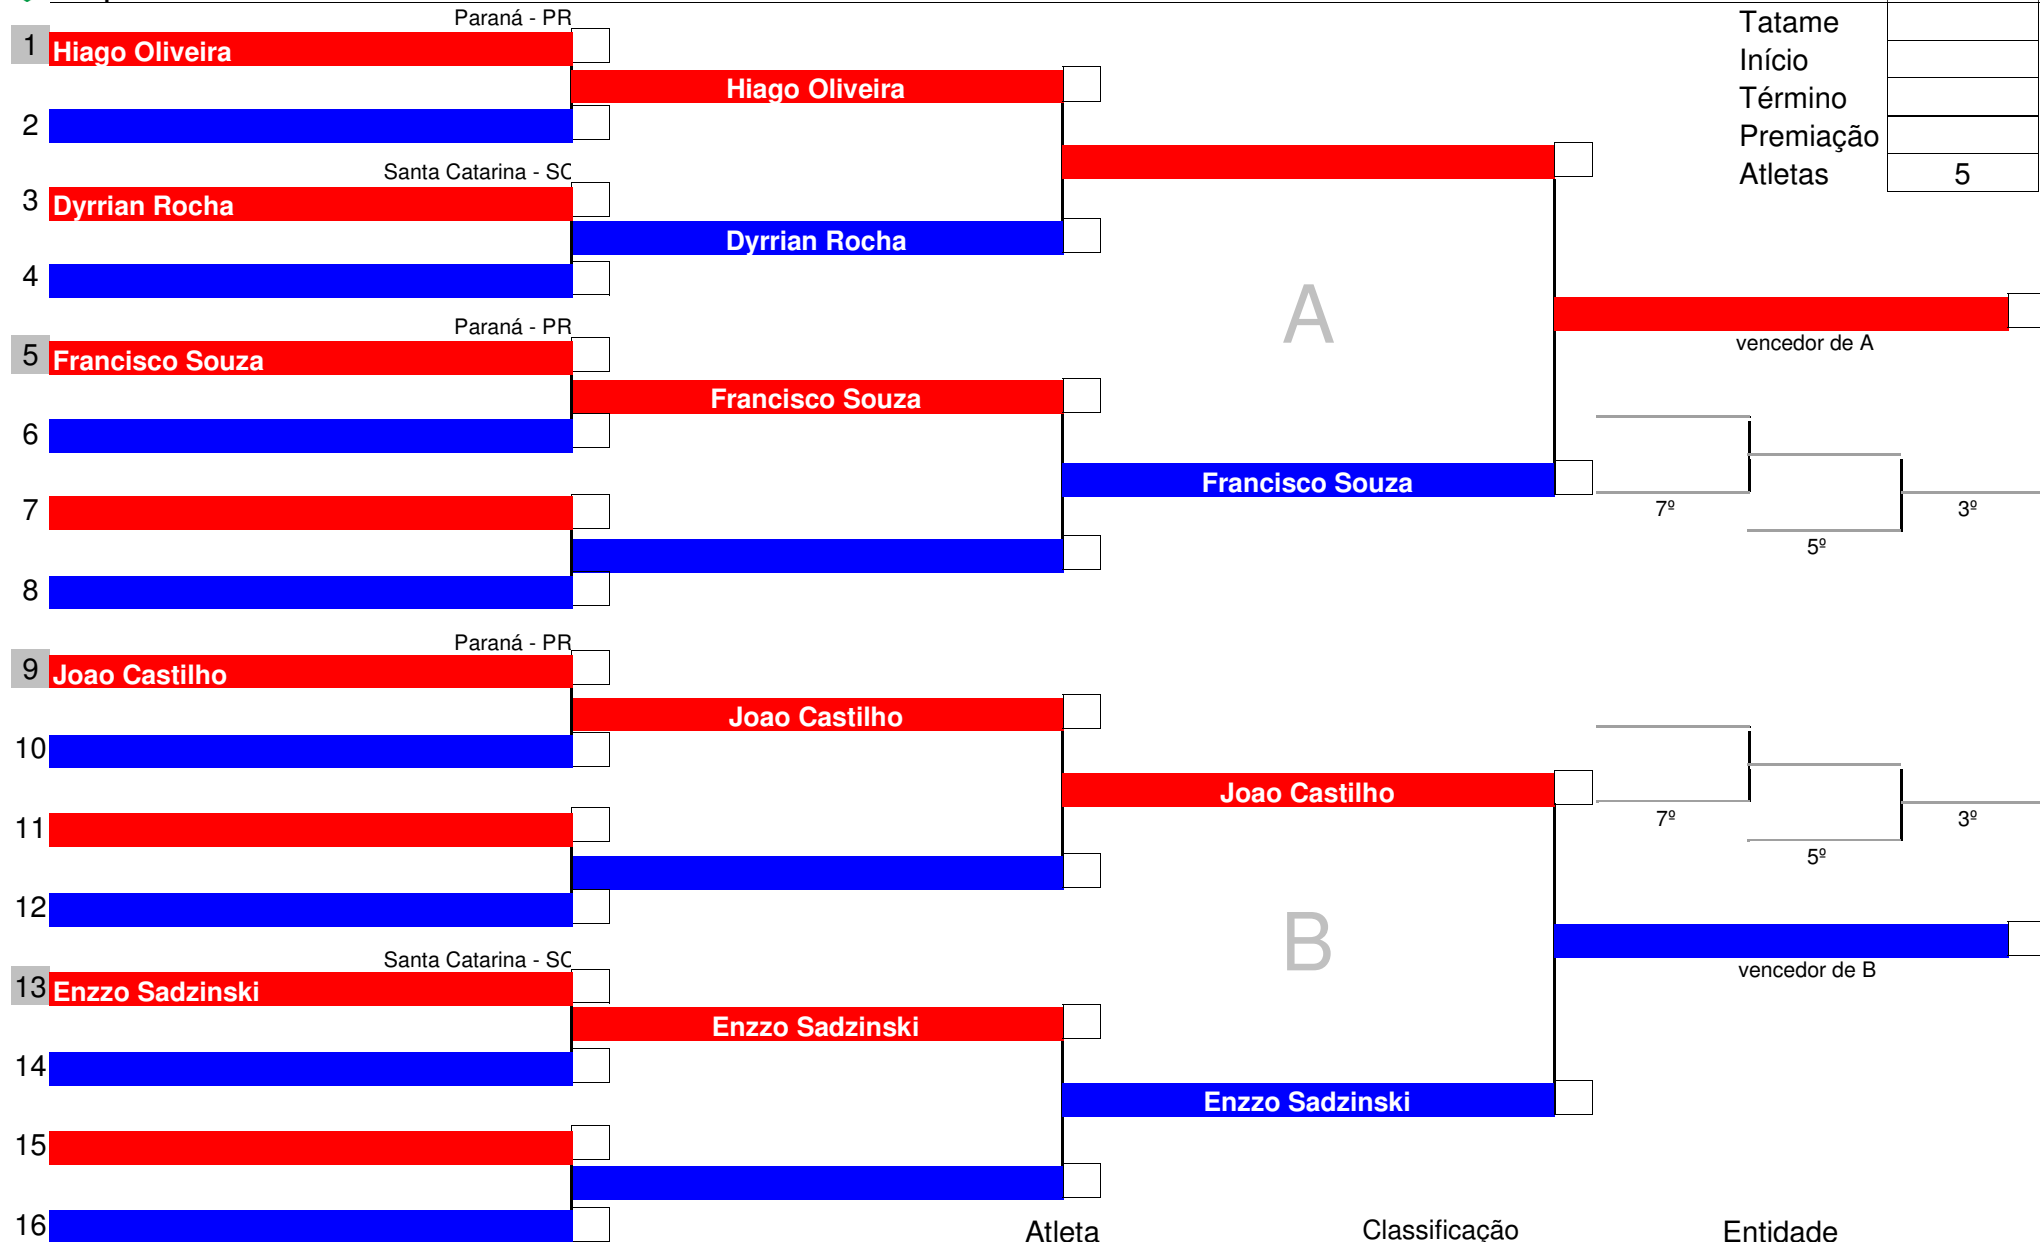 Paraná - PR
Tatame
1 Hiago Oliveira
Início
Hiago Oliveira
Término
2
Premiação
Santa Catarina - SC
Atletas 5
3 Dyrrian Rocha
Dyrrian Rocha
4
A
Paraná - PR
vencedor de A
5 Francisco Souza
Francisco Souza
6
Francisco Souza
7
7º 3º
5º
8
Paraná - PR
9 Joao Castilho
Joao Castilho
10
Joao Castilho
11
7º 3º
5º
12
B
Santa Catarina - SC
vencedor de B
13 Enzzo Sadzinski
Enzzo Sadzinski
14
Enzzo Sadzinski
15
16
Atleta Classificação Entidade